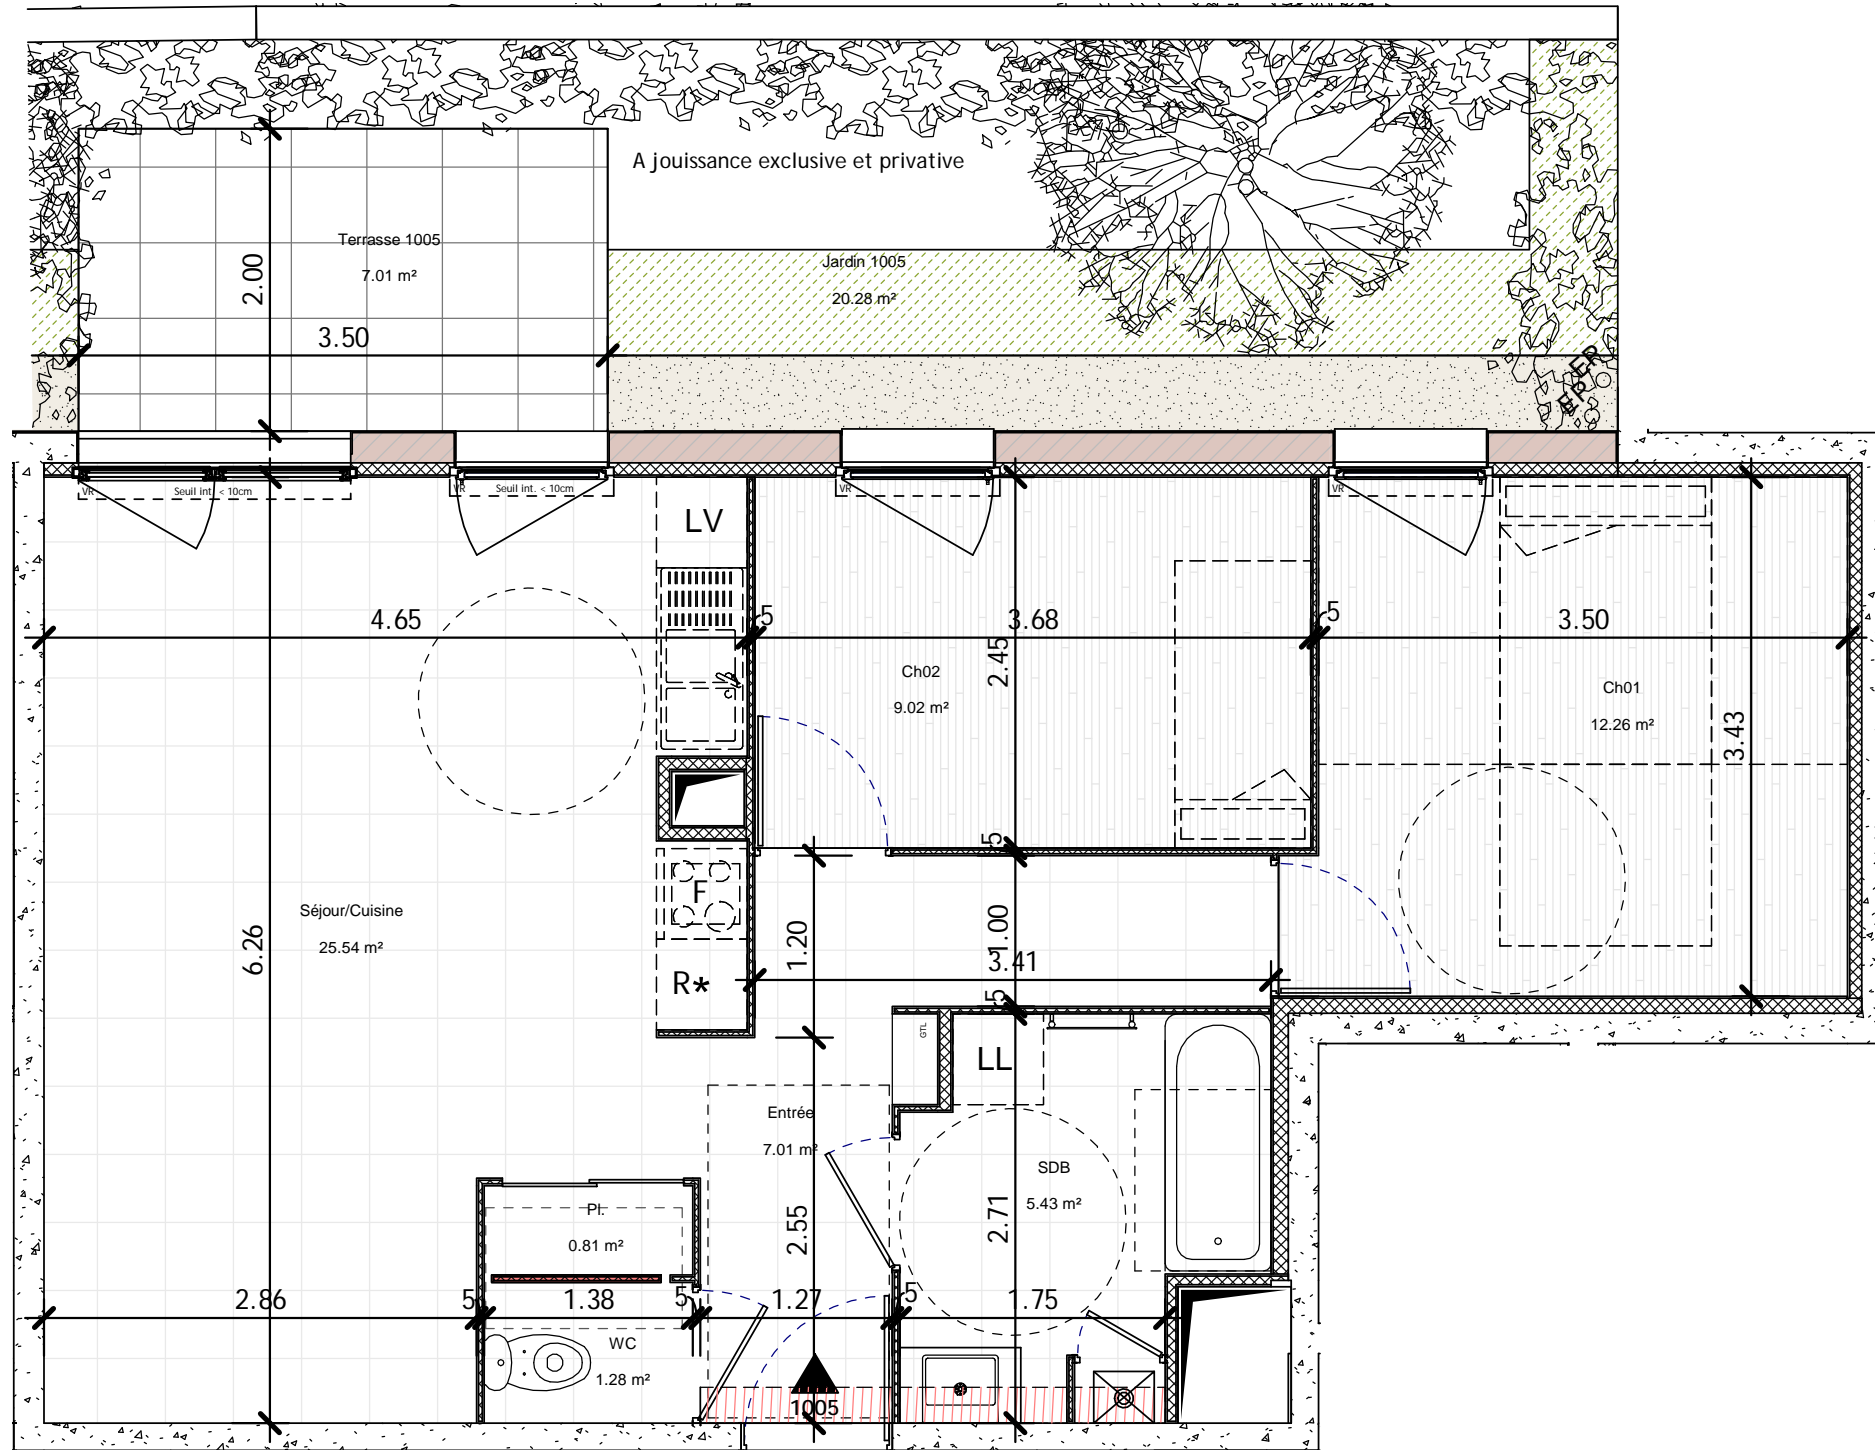 A jouissance exclusive et privative
Terrasse 1005
7.01 m²
2.00
3.50
Jardin 1005
20.28 m²
EP
EP
VR
Seuil int. < 10cm
VR
Seuil int. < 10cm
VR
VR
LV
4.65
5
3.68
5
3.50
2.45
Ch02
9.02 m²
Ch01
12.26 m²
3.43
5
F
Séjour/Cuisine
25.54 m²
6.26
1.20
1.00
3.41
R*
5
GTL
LL
Entrée
7.01 m²
SDB
5.43 m²
2.55
2.71
Pl.
0.81 m²
2.86
5
1.38
5
1.27
5
1.75
WC
1.28 m²
1005